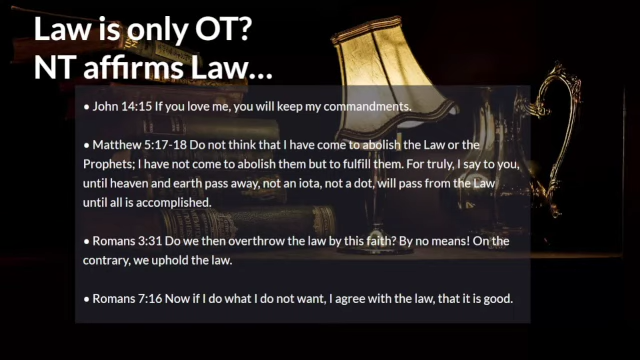 Law is only OT?
NT affirms Law...
• John 14:15 If you love me, you will keep my commandments.
• Matthew 5:17-18 Do not think that I have come to abolish the Law or the
Prophets; I have not come to abolish them but to fulfill them. For truly, I say to you,
until heaven and earth pass away, not an iota, not a dot, will pass from the Law
until all is accomplished.
• Romans 3:31 Do we then overthrow the law by this faith? By no means! On the
contrary, we uphold the law.
• Romans 7:16 Now if I do what I do not want, I agree with the law, that it is good.